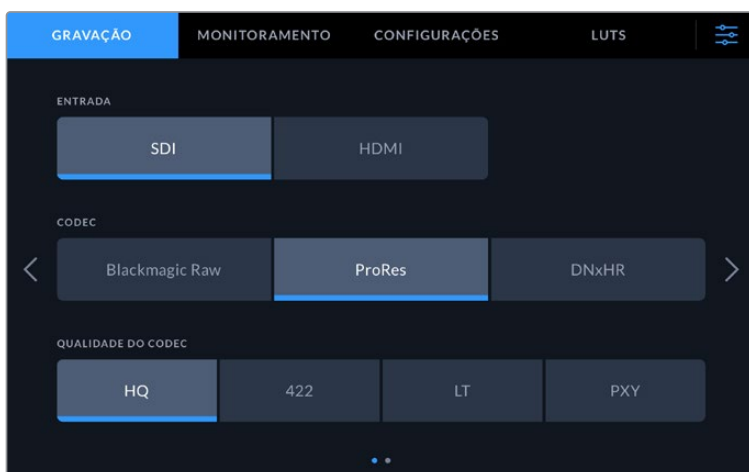 GRAVAÇÃO MONITORAMENTO CONFIGURAÇÕES LUTS
ENTRADA
SDI HDMI
CODEC
Blackmagic Raw ProRes DNxHR
QUALIDADE DO CODEC
HQ 422 LT PXY